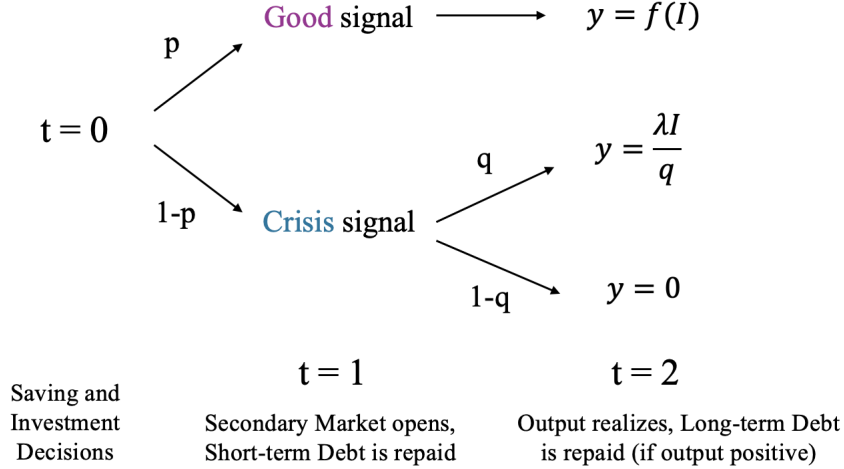 Good signal
y = f(I)
p
t = 0
y = λI/q
q
1-p
Crisis signal
1-q
y = 0
t = 1
t = 2
Saving and
Investment
Decisions
Secondary Market opens,
Short-term Debt is repaid
Output realizes, Long-term Debt
is repaid (if output positive)